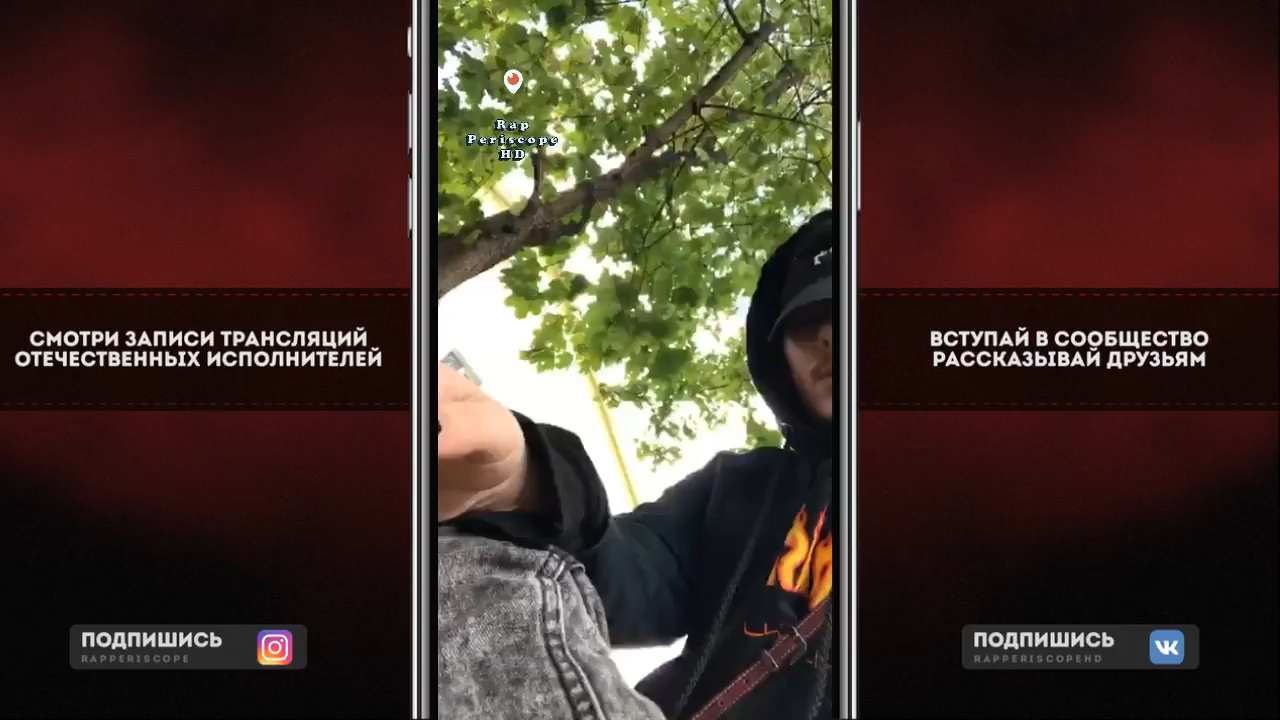 Rap
Periscope
HD
СМОТРИ ЗАПИСИ ТРАНСЛЯЦИЙ
ОТЕЧЕСТВЕННЫХ ИСПОЛНИТЕЛЕЙ
ВСТУПАЙ В СООБЩЕСТВО
РАССКАЗЫВАЙ ДРУЗЬЯМ
ПОДПИШИСЬ
RAPPERISCOPE
ПОДПИШИСЬ
RAPPERISCOPEHD